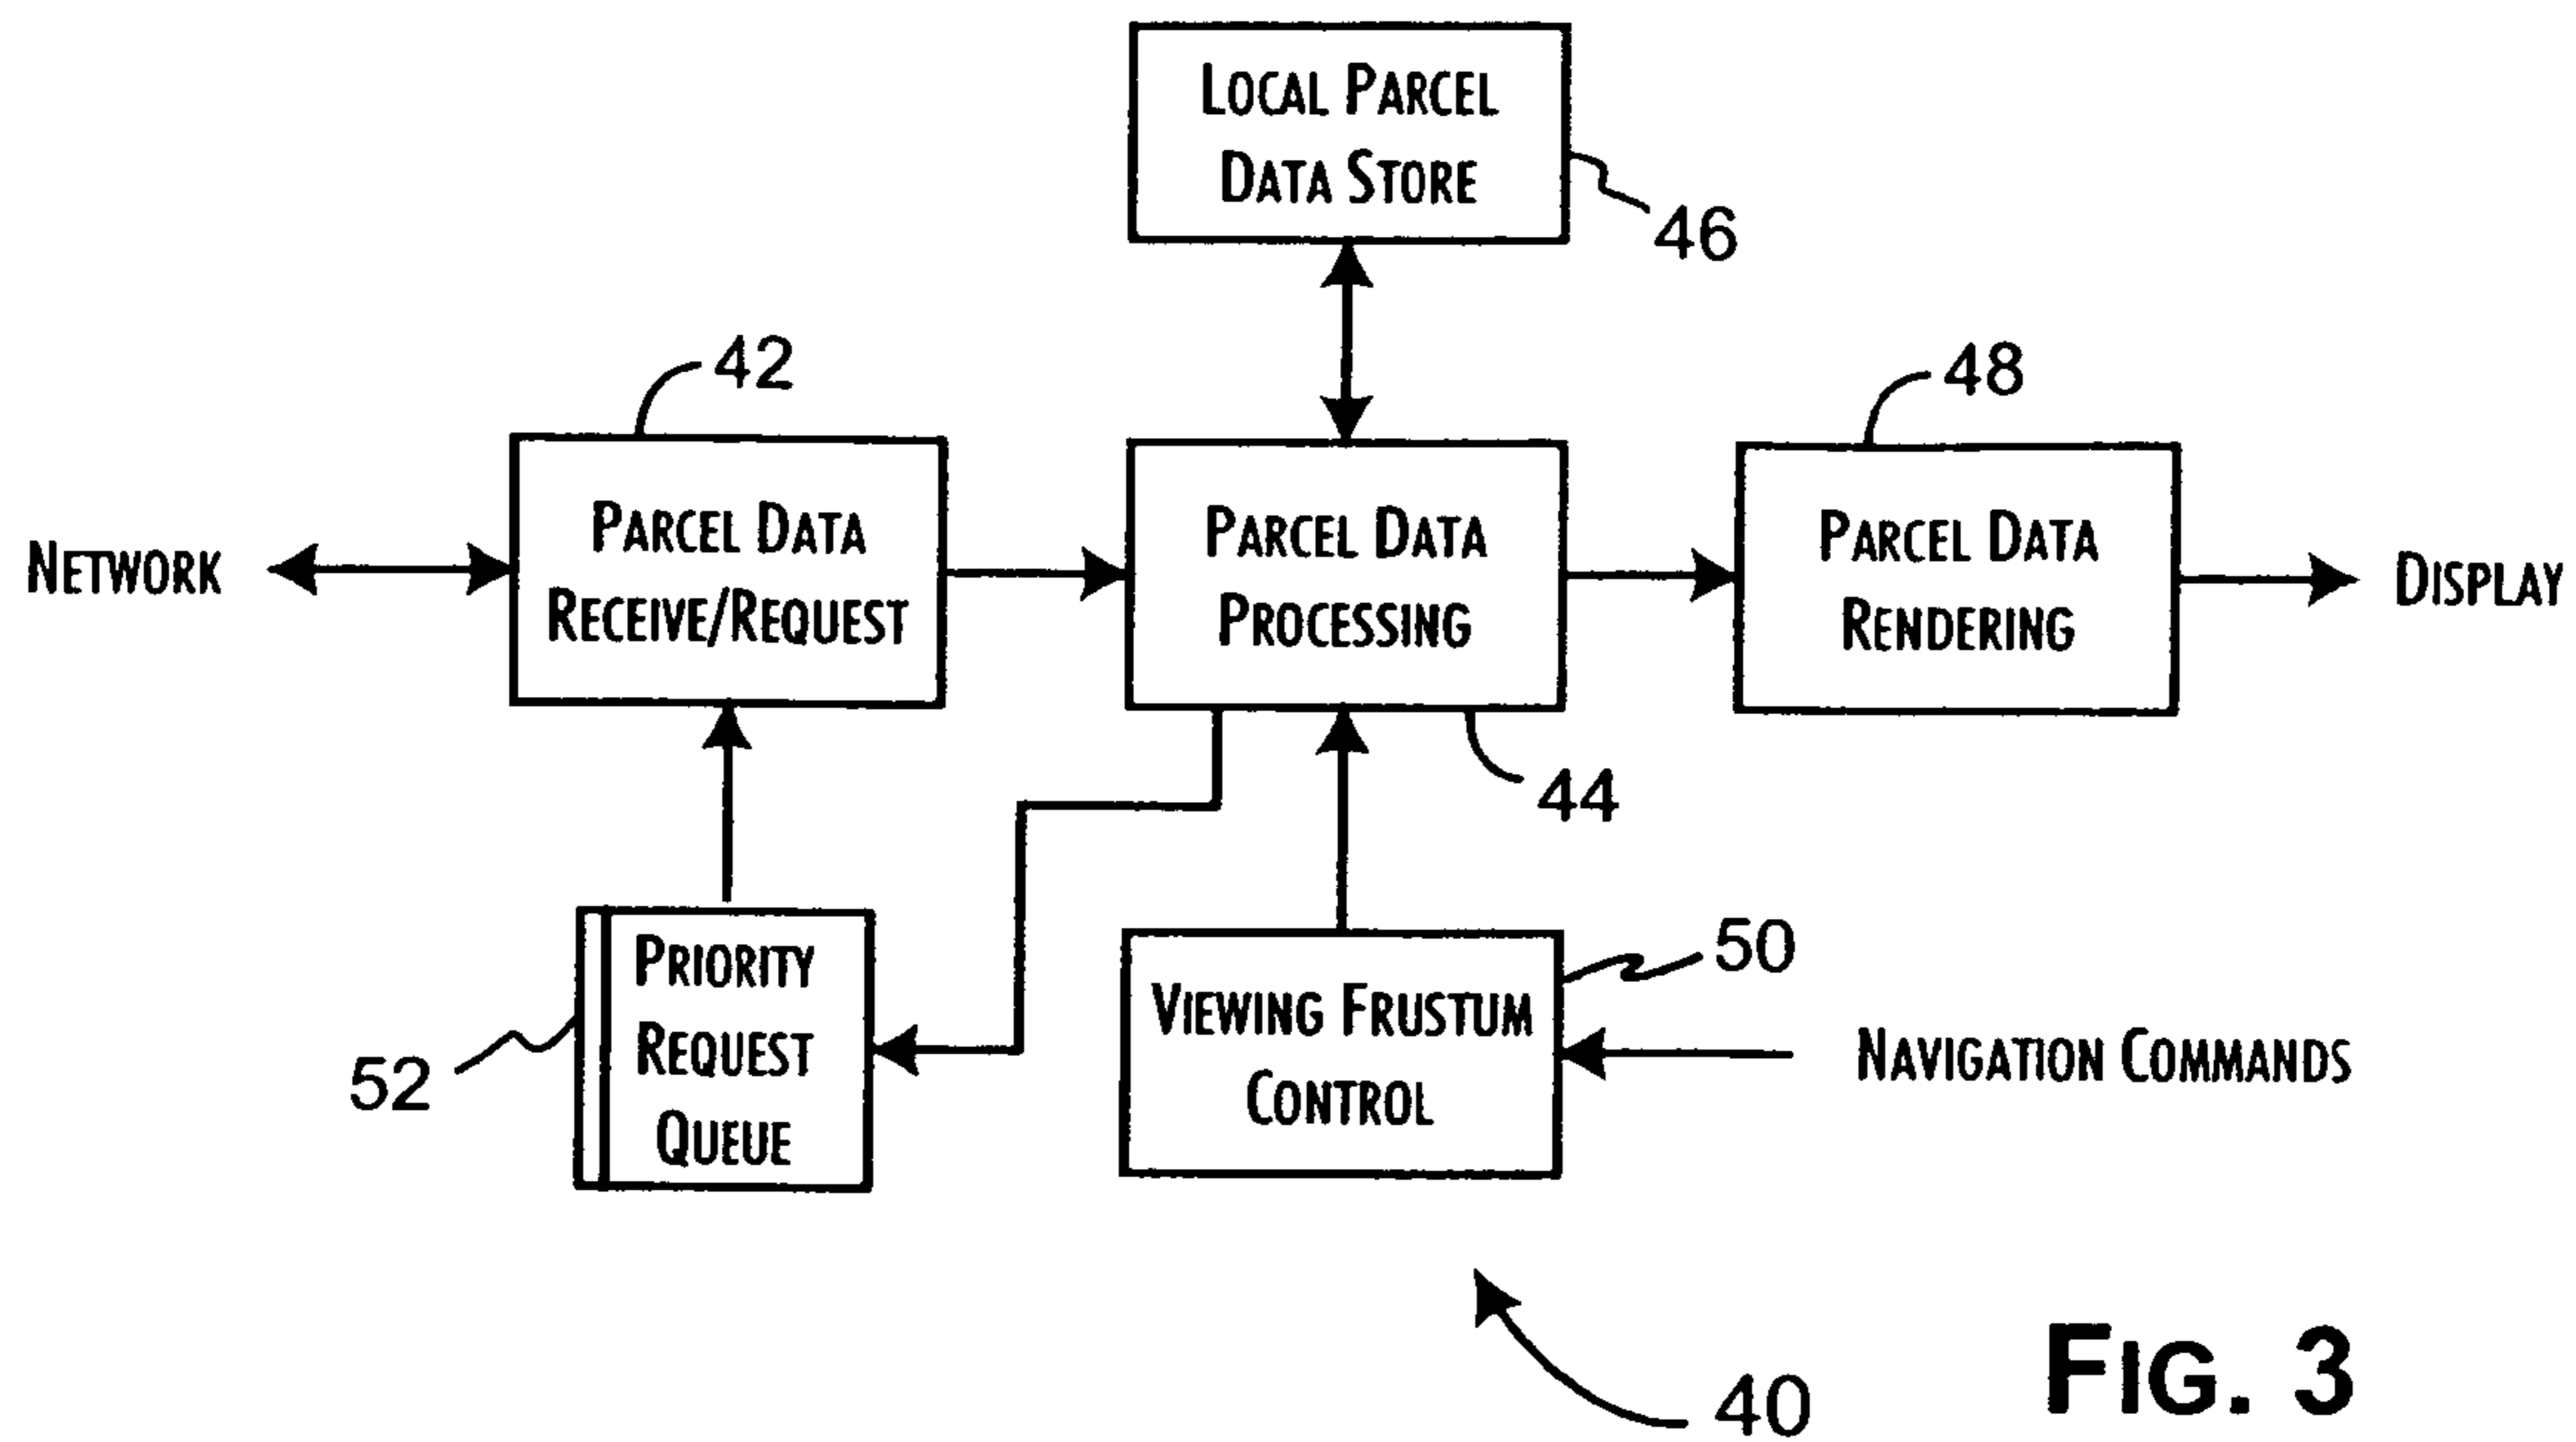 LOCAL PARCEL
DATA STORE
46
42
48
NETWORK
PARCEL DATA
RECEIVE/REQUEST
PARCEL DATA
PROCESSING
PARCEL DATA
RENDERING
DISPLAY
44
PRIORITY
REQUEST
QUEUE
52
VIEWING FRUSTUM
CONTROL
50
NAVIGATION COMMANDS
40
FIG. 3